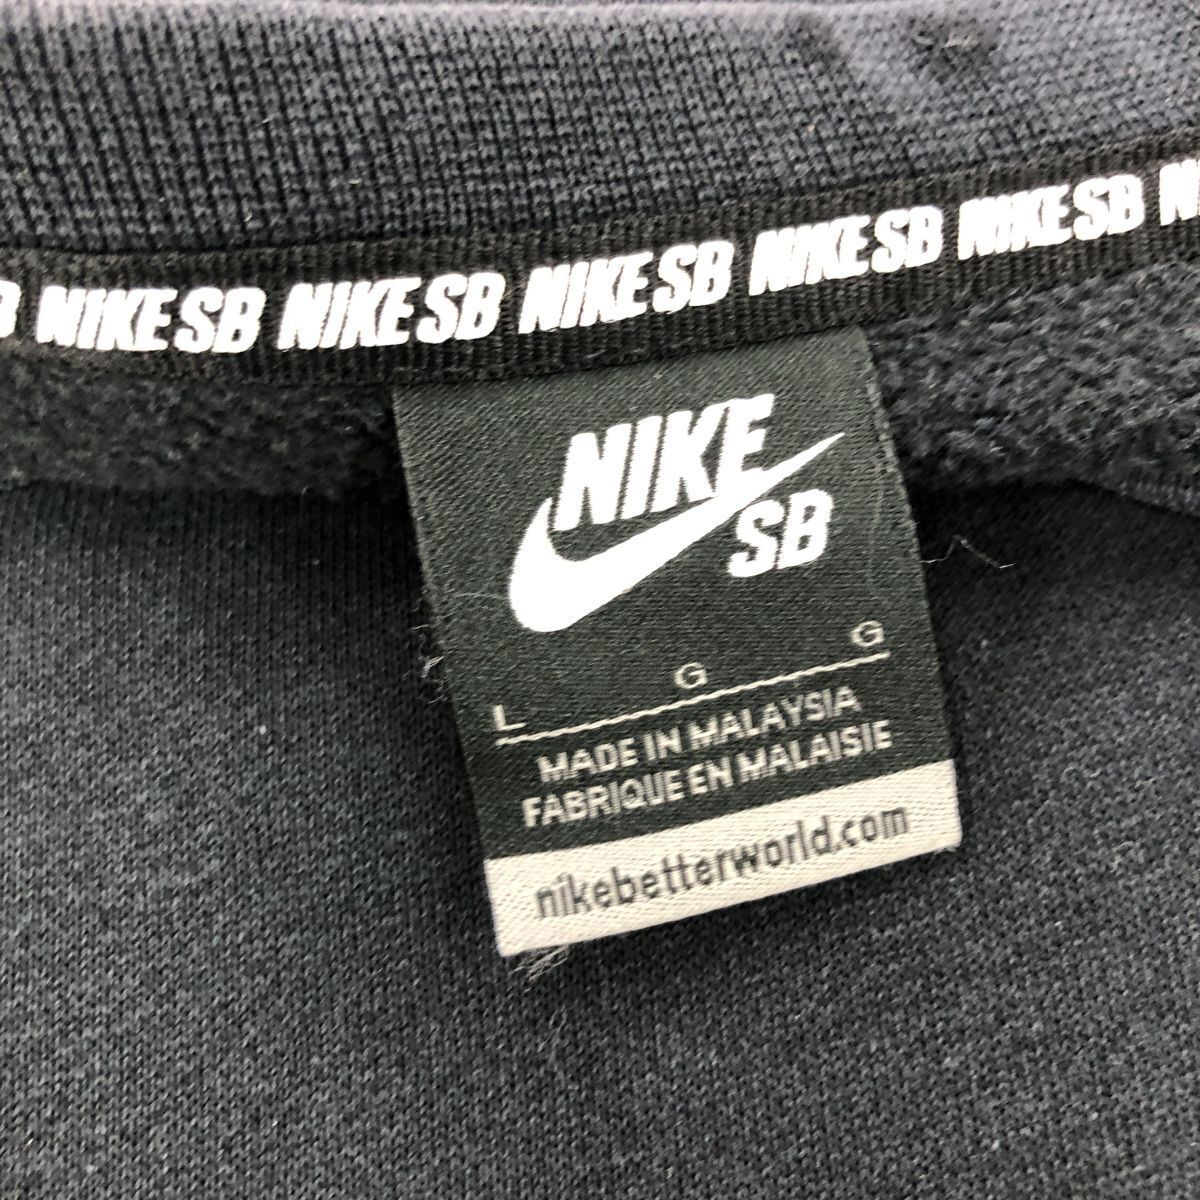 B NIKE SB NIKE SB NIKE SB NIKE SB NIKE SB N
NIKE
SB
L G G
MADE IN MALAYSIA
FABRIQUE EN MALAISIE
nikebetterworld.com